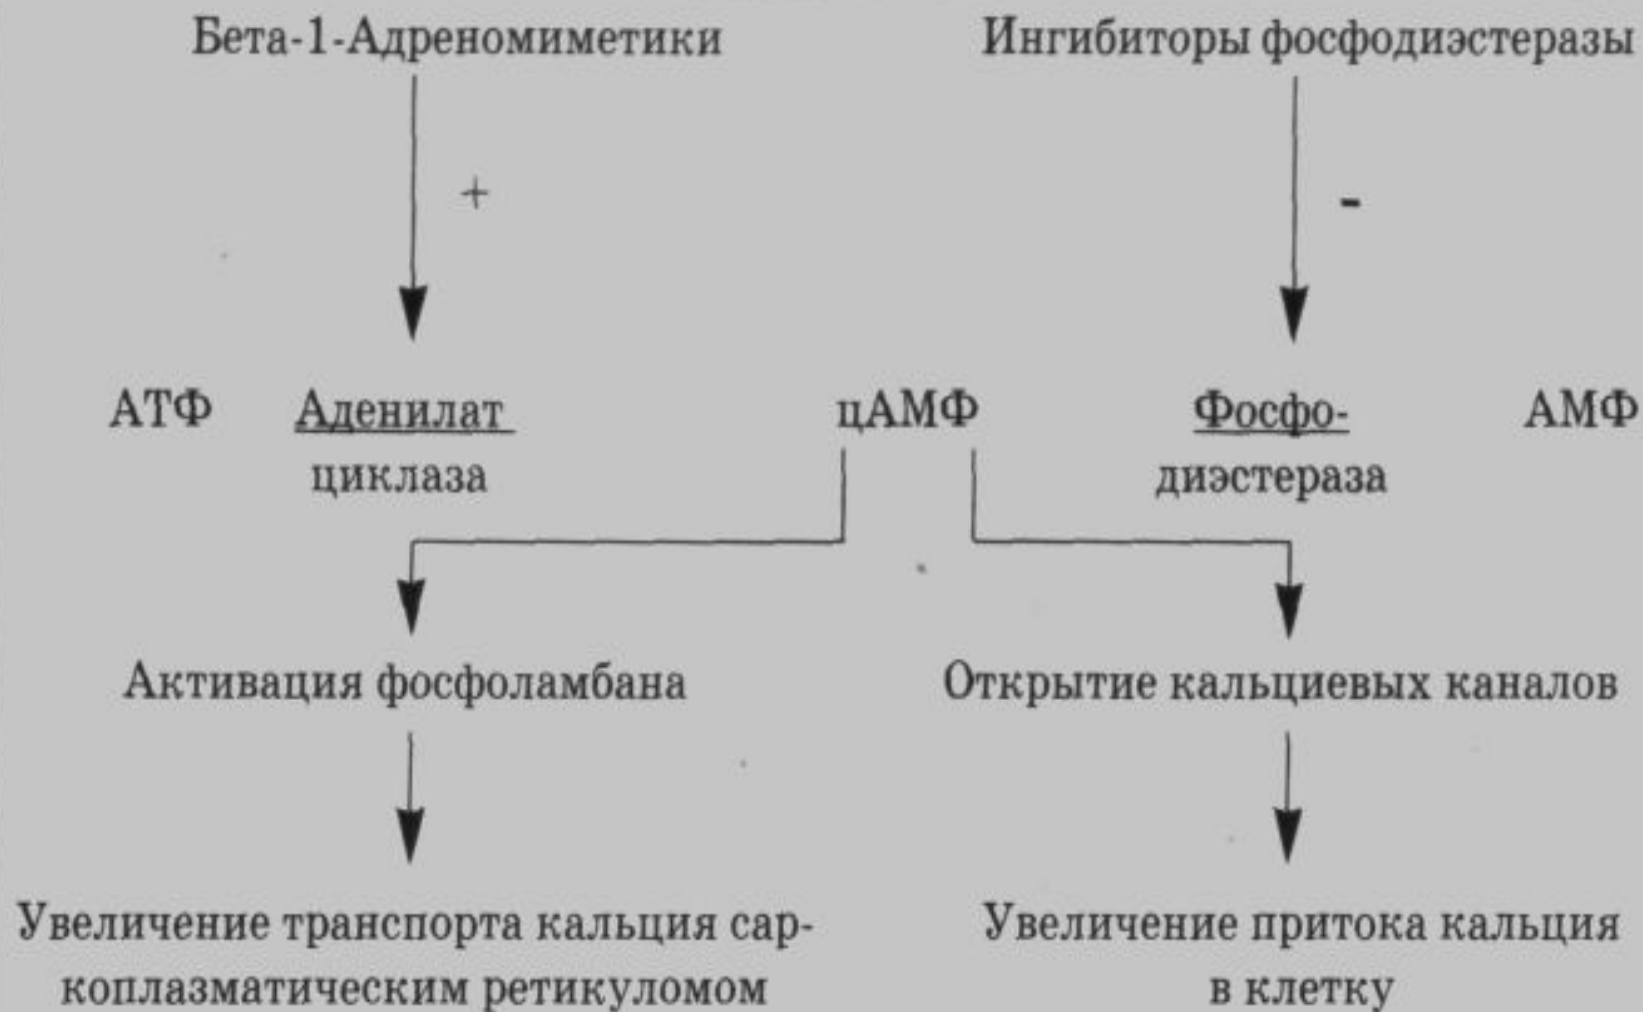 Бета-1-Адреномиметики
Ингибиторы фосфодиэстеразы
+
-
АТФ
Аденилат
циклаза
цАМФ
Фосфо-
диэстераза
АМФ
Активация фосфоламбана
Открытие кальциевых каналов
Увеличение транспорта кальция сар-
коплазматическим ретикуломом
Увеличение притока кальция
в клетку